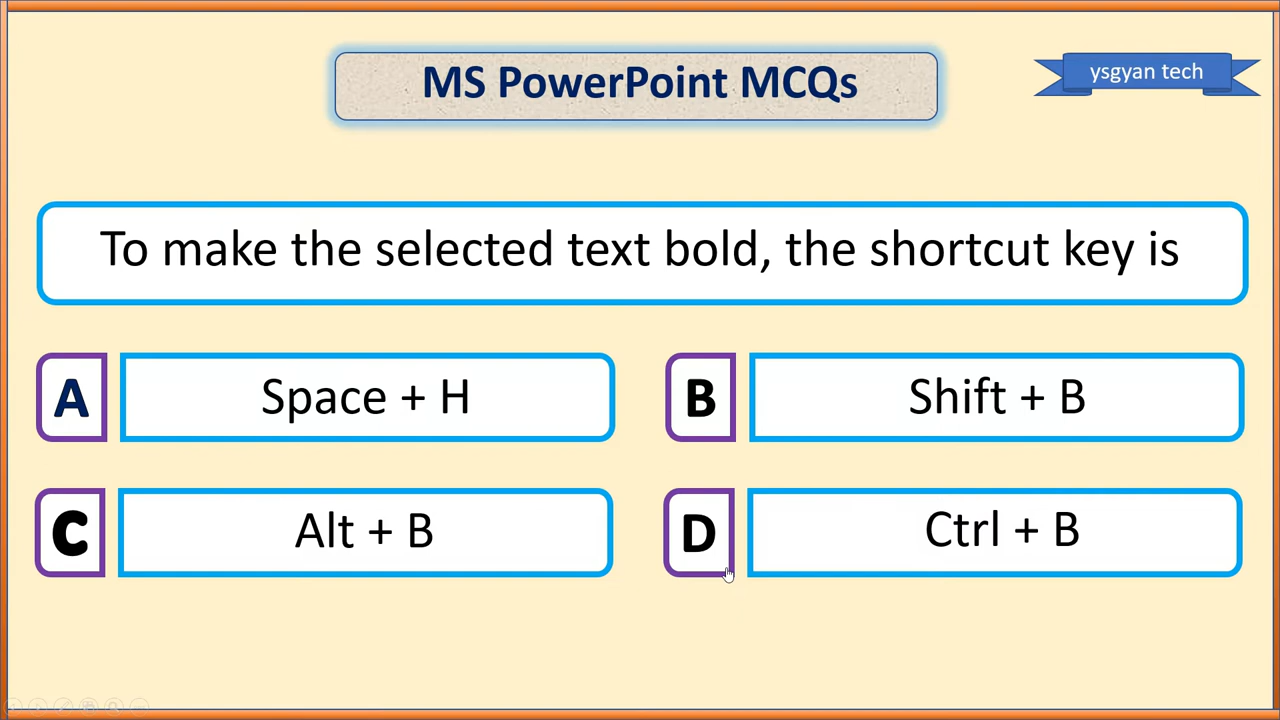 MS PowerPoint MCQs
ysgyan tech
To make the selected text bold, the shortcut key is
A
Space + H
B
Shift + B
C
Alt + B
D
Ctrl + B